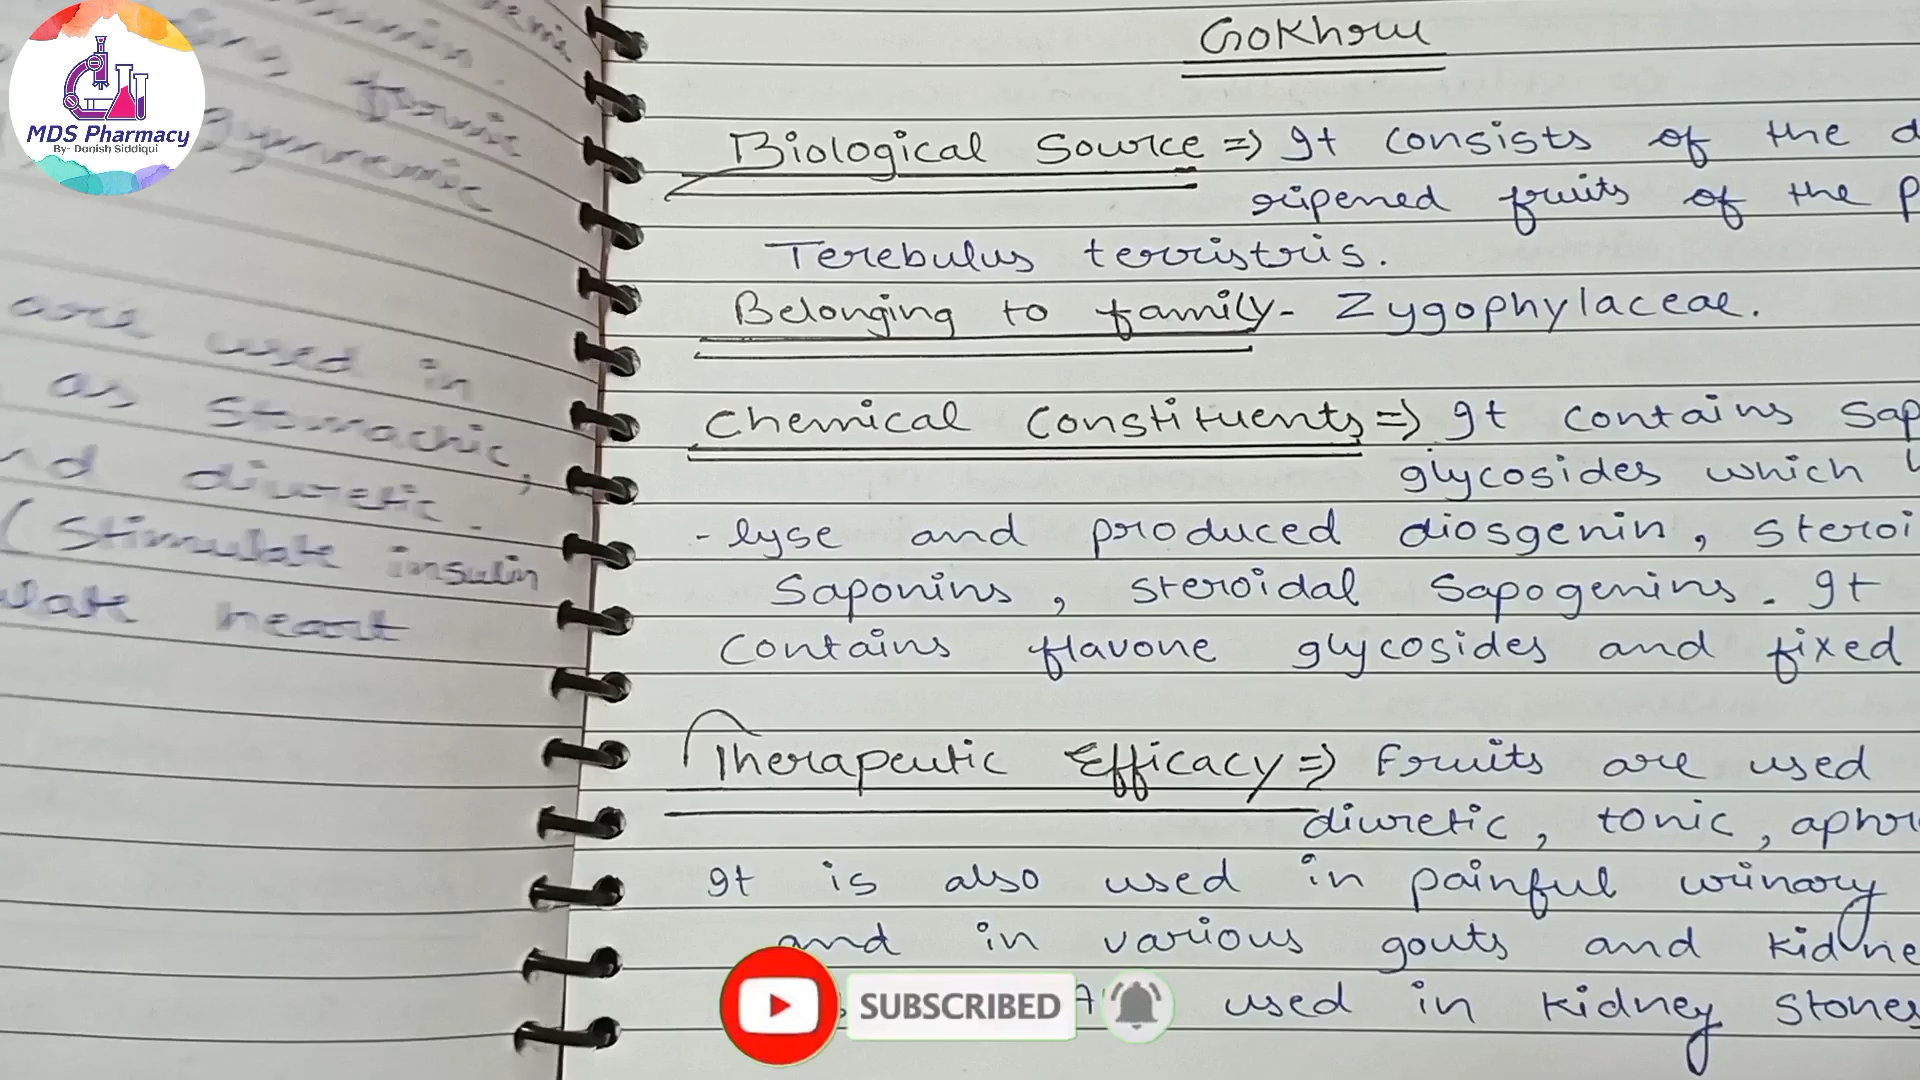 MDS Pharmacy
By- Danish Siddiqui
formic
gymnemic
are used in
as stomachic,
nd diuretic.
(Stimulate insulin
ulate heart
Gokhru
Biological Source => It consists of the d
ripened fruits of the p
Terebulus terristris.
Belonging to family- Zygophylaceae.
Chemical Constituents => It contains Sap
glycosides which
-lyse and produced diosgenin, steroi
Saponins, steroidal Sapogenins. It
contains flavone glycosides and fixed
Therapeutic Efficacy => Fruits are used
diuretic, tonic, aphr
It is also used in painful urinary
and in various gouts and kidne
used in kidney stones
SUBSCRIBED